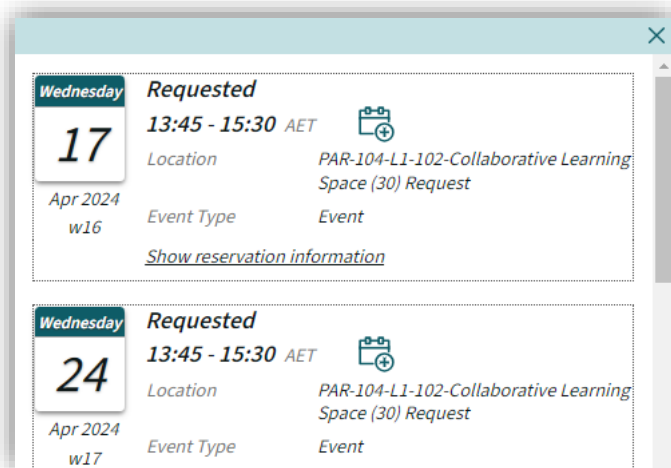 Wednesday
17
Apr 2024
w16
Requested
13:45 - 15:30 AET
Location PAR-104-L1-102-Collaborative Learning
Space (30) Request
Event Type Event
Show reservation information
Wednesday
24
Apr 2024
w17
Requested
13:45 - 15:30 AET
Location PAR-104-L1-102-Collaborative Learning
Space (30) Request
Event Type Event